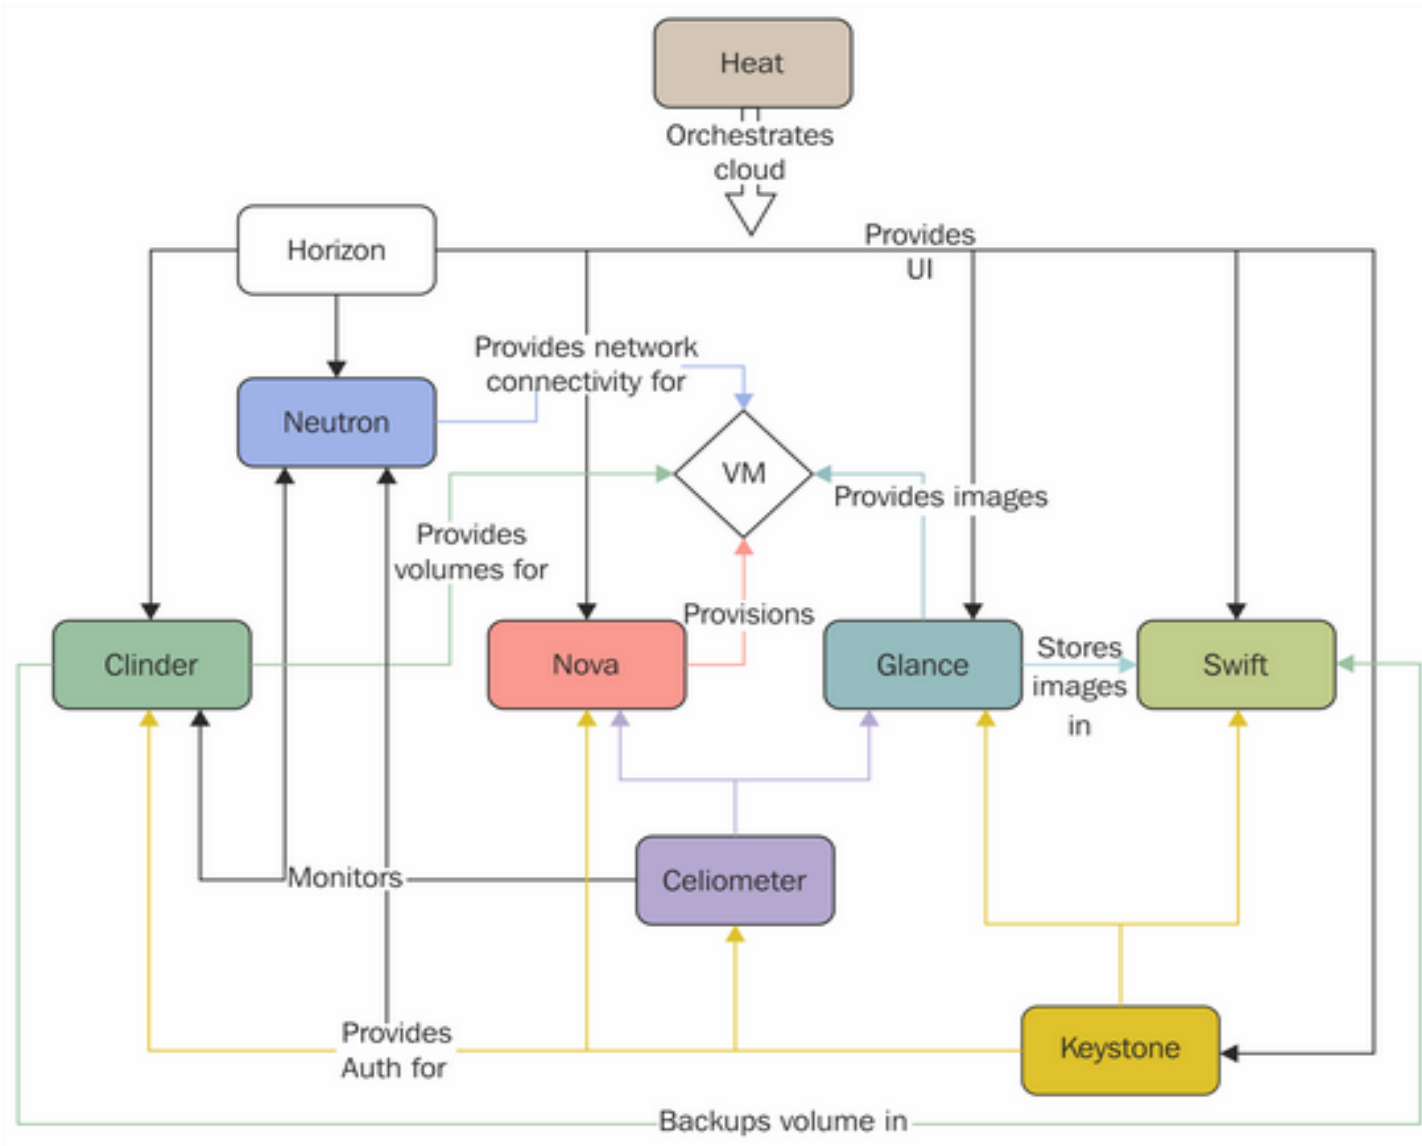 Heat
Orchestrates
cloud
Horizon
Provides
UI
Provides network
connectivity for
Neutron
VM
Provides images
Provides
volumes for
Provisions
Clinder
Nova
Glance
Stores
images
in
Swift
Monitors
Celiometer
Provides
Auth for
Keystone
Backups volume in